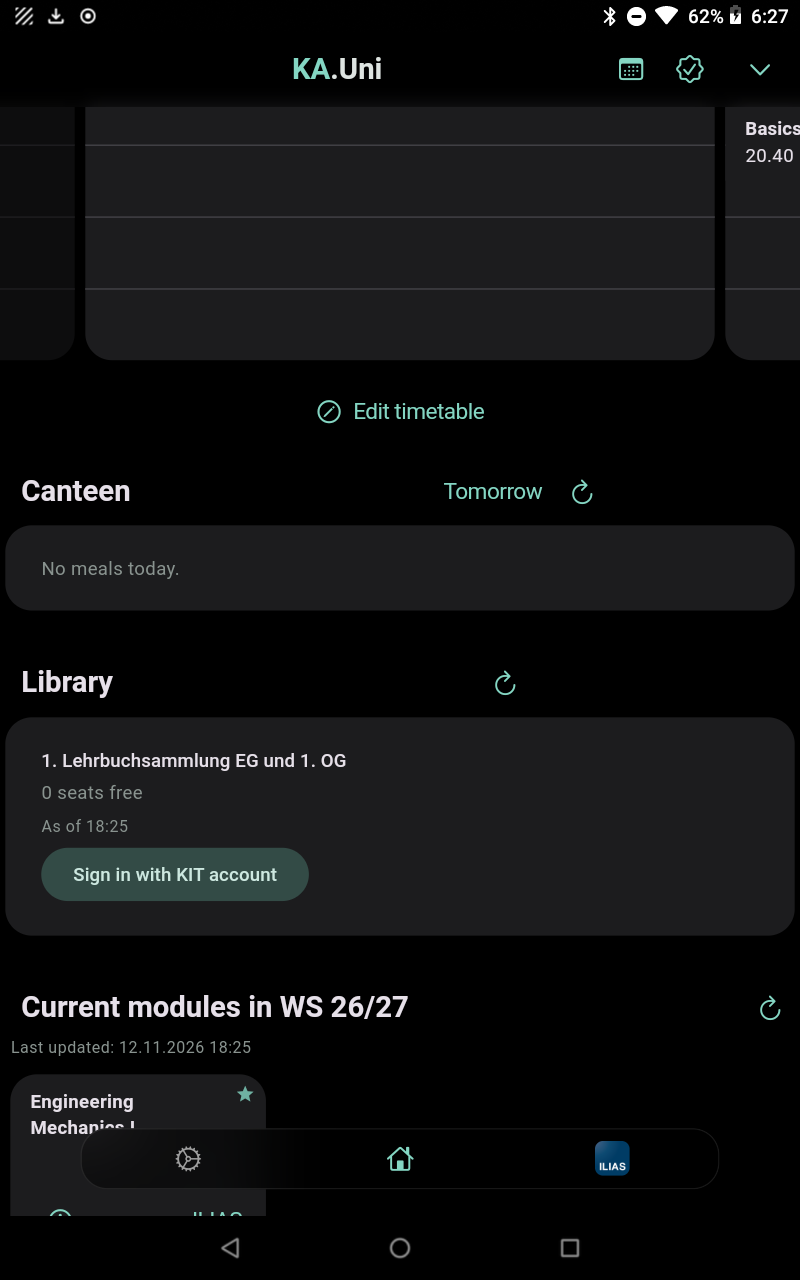 62% 6:27
KA.Uni
Basics
20.40
Edit timetable
Canteen
Tomorrow
No meals today.
Library
1. Lehrbuchsammlung EG und 1. OG
0 seats free
As of 18:25
Sign in with KIT account
Current modules in WS 26/27
Last updated: 12.11.2026 18:25
Engineering
Mechanics I
ILIAS
ILIAS